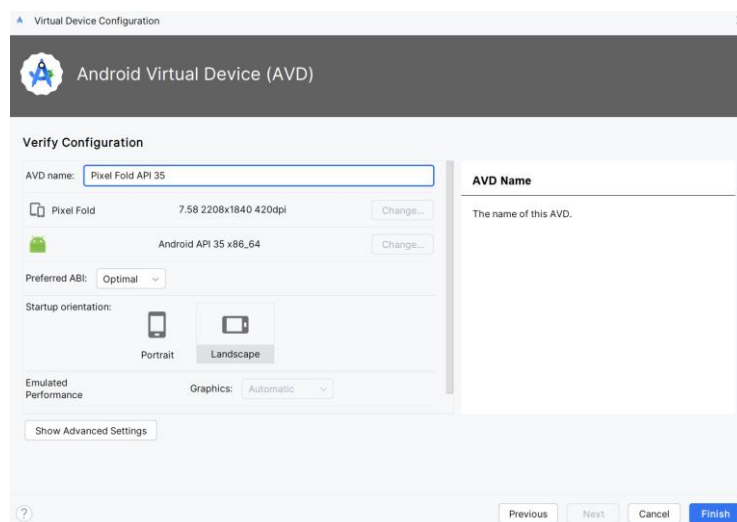 Virtual Device Configuration
Android Virtual Device (AVD)
Verify Configuration
AVD name: Pixel Fold API 35
Pixel Fold 7.58 2208x1840 420dpi Change...
Android API 35 x86_64 Change...
Preferred ABI: Optimal
Startup orientation:
Portrait Landscape
Emulated
Performance
Graphics: Automatic
Show Advanced Settings
AVD Name
The name of this AVD.
?
Previous Next Cancel Finish